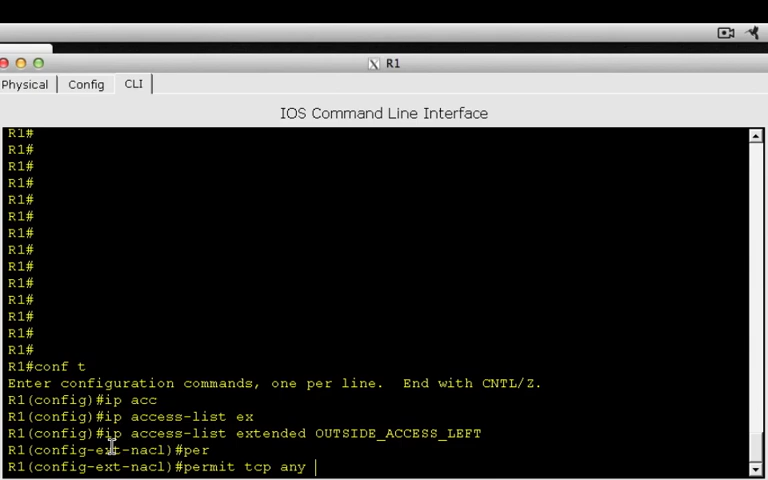 R1
Physical Config CLI
IOS Command Line Interface
R1#
R1#
R1#
R1#
R1#
R1#
R1#
R1#
R1#
R1#
R1#
R1#
R1#
R1#
R1#conf t
Enter configuration commands, one per line. End with CNTL/Z.
R1(config)#ip acc
R1(config)#ip access-list ex
R1(config)#ip access-list extended OUTSIDE_ACCESS_LEFT
R1(config-ext-nacl)#per
R1(config-ext-nacl)#permit tcp any